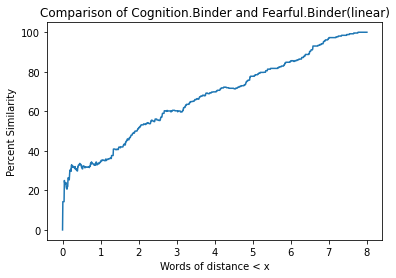 Comparison of Cognition.Binder and Fearful.Binder(linear)
100
80
60
40
20
0
Percent Similarity
0 1 2 3 4 5 6 7 8
Words of distance < x